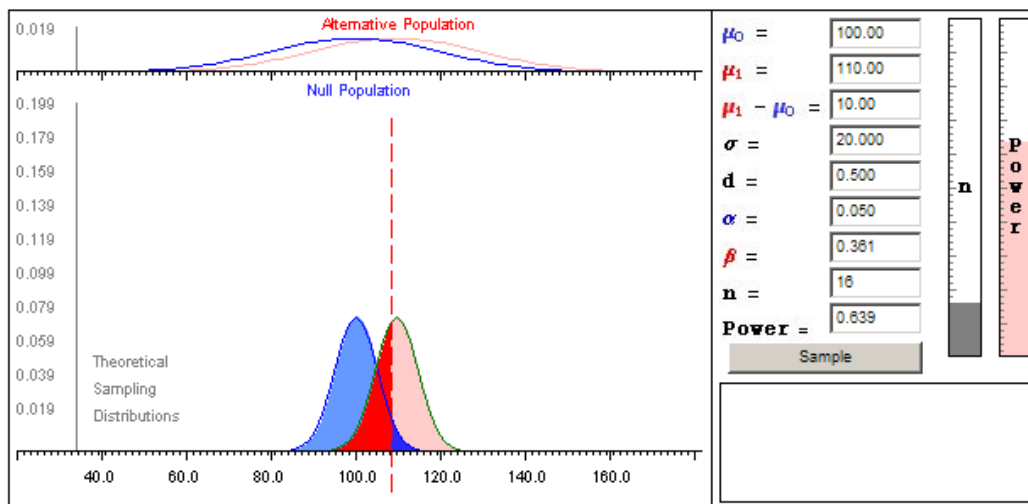 0.019
Alternative Population
Null Population
0.199
0.179
0.159
0.139
0.119
0.099
0.079
0.059
0.039
0.019
Theoretical
Sampling
Distributions
40.0 60.0 80.0 100.0 120.0 140.0 160.0
μ0 = 100.00
μ1 = 110.00
μ1 - μ0 = 10.00
σ = 20.000
d = 0.500
α = 0.050
β = 0.361
n = 16
Power = 0.639
Sample
n
Power